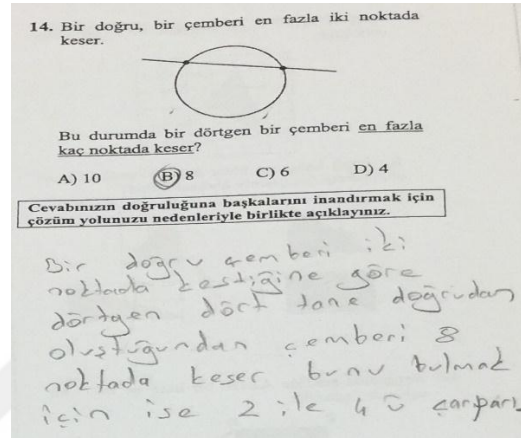 14. Bir doğru, bir çemberi en fazla iki noktada
keser.
Bu durumda bir dörtgen bir çemberi en fazla
kaç noktada keser?
A) 10 B) 8 C) 6 D) 4
Cevabınızın doğruluğuna başkalarını inandırmak için
çözüm yolunuzu nedenleriyle birlikte açıklayınız.
Bir doğru çemberi iki
noktada kestiğine göre
dörtgen dört tane doğrudan
oluştuğundan çemberi 8
noktada keser bunu bulmak
için ise 2 ile 4 ü çarparı